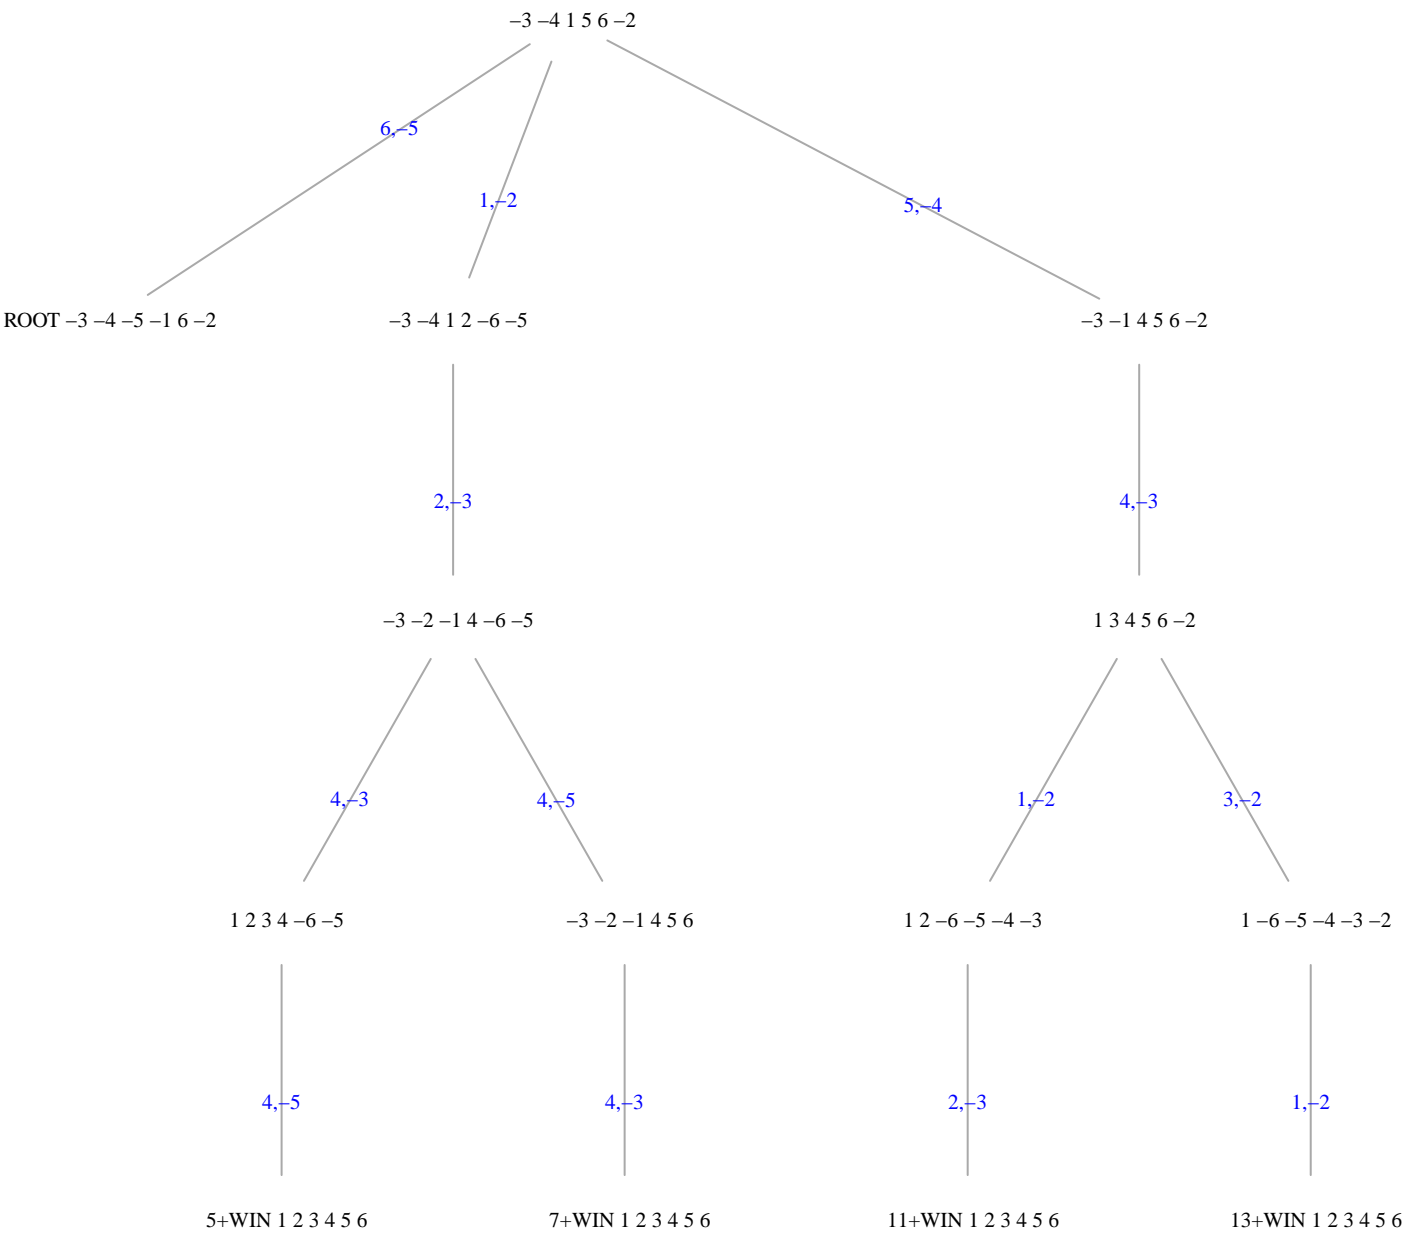 –3 –4 1 5 6 –2
6,–5
1,–2
5,–4
ROOT –3 –4 –5 –1 6 –2
–3 –4 1 2 –6 –5
–3 –1 4 5 6 –2
2,–3
4,–3
–3 –2 –1 4 –6 –5
1 3 4 5 6 –2
4,–3
4,–5
1,–2
3,–2
1 2 3 4 –6 –5
–3 –2 –1 4 5 6
1 2 –6 –5 –4 –3
1 –6 –5 –4 –3 –2
4,–5
4,–3
2,–3
1,–2
5+WIN 1 2 3 4 5 6
7+WIN 1 2 3 4 5 6
11+WIN 1 2 3 4 5 6
13+WIN 1 2 3 4 5 6